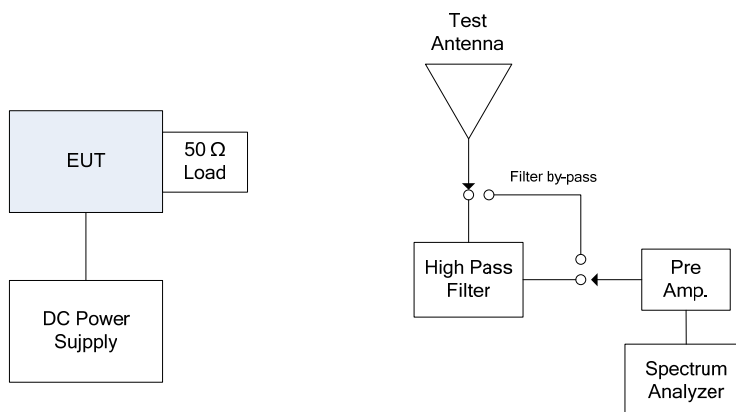 Test
Antenna
EUT
50 Ω
Load
Filter by-pass
High Pass
Filter
Pre
Amp.
DC Power
Sujpply
Spectrum
Analyzer